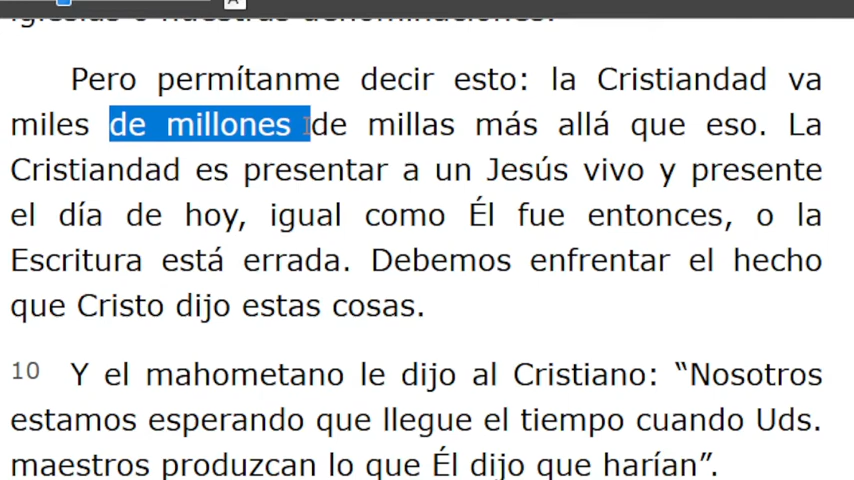 Pero permítanme decir esto: la Cristiandad va
miles de millones de millas más allá que eso. La
Cristiandad es presentar a un Jesús vivo y presente
el día de hoy, igual como Él fue entonces, o la
Escritura está errada. Debemos enfrentar el hecho
que Cristo dijo estas cosas.
10 Y el mahometano le dijo al Cristiano: “Nosotros
estamos esperando que llegue el tiempo cuando Uds.
maestros produzcan lo que Él dijo que harían”.